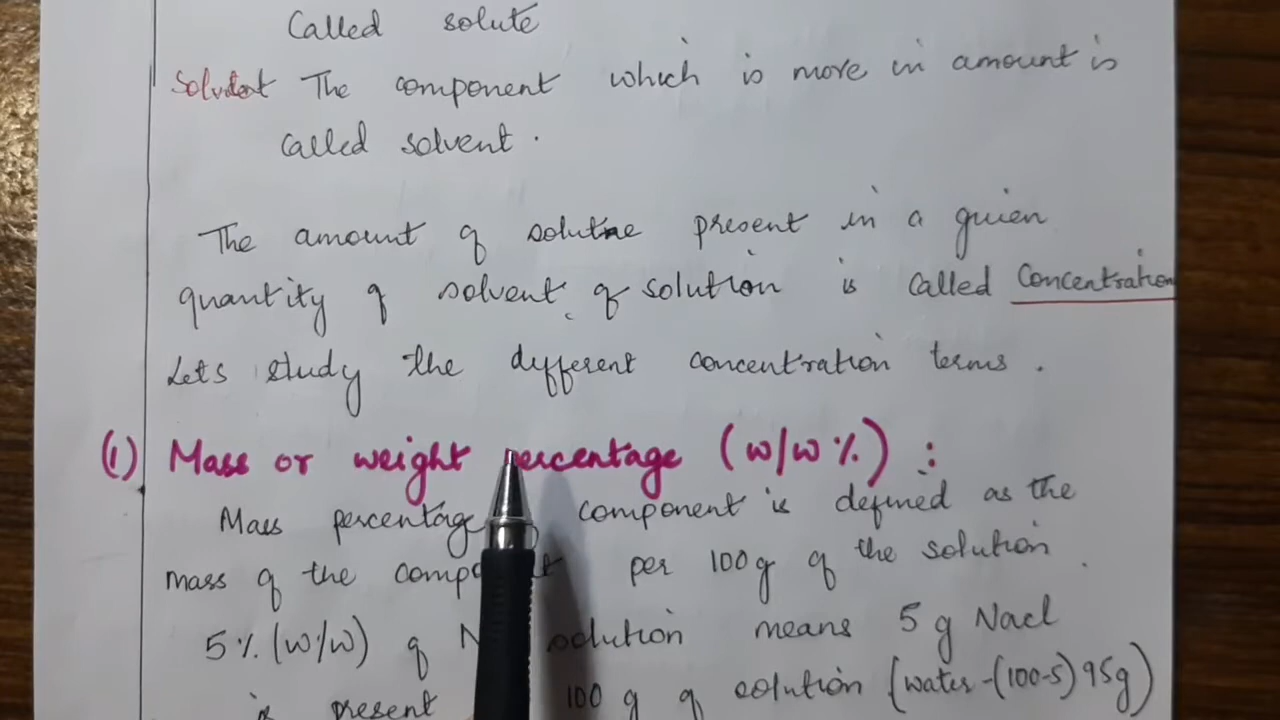 Called solute
Solvent The component which is more in amount is
called solvent.
The amount of solute present in a given
quantity of solvent of solution is called Concentration
Lets study the different concentration terms.
(1) Mass or weight percentage (w/w %) :
Mass percentage component is defined as the
mass of the per 100 g of the solution.
5% (w/w) of solution means 5 g Nacl
is present 100 g of solution (water-(100-5) 95g)